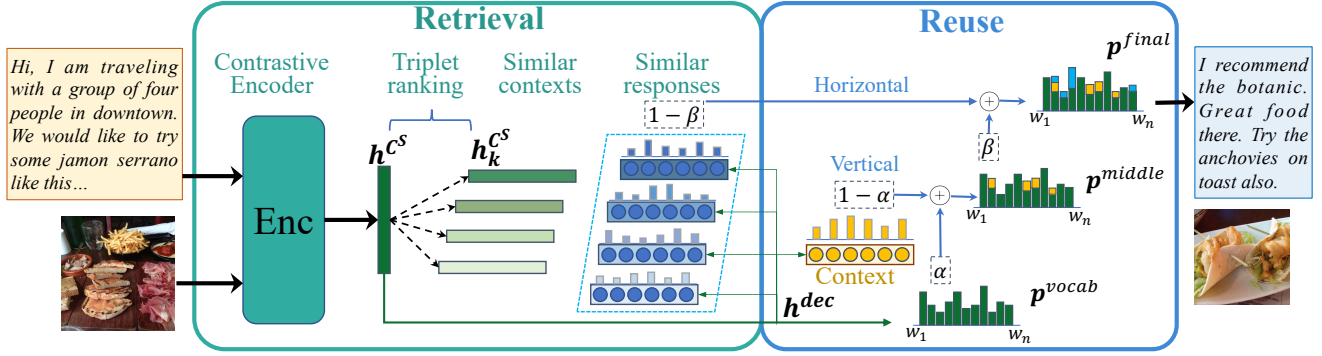 Retrieval
Reuse
Hi, I am traveling
with a group of four
people in downtown.
We would like to try
some jamon serrano
like this…
Contrastive
Encoder
Triplet
ranking
Similar
contexts
Similar
responses
Enc
h^{C^S}
h_k^{C^S}
1 − β
Horizontal
Vertical
1 − α
α
β
Context
h^{dec}
p^{final}
w_1
w_n
p^{middle}
w_1
w_n
p^{vocab}
w_1
w_n
I recommend
the botanic.
Great food
there. Try the
anchovies on
toast also.